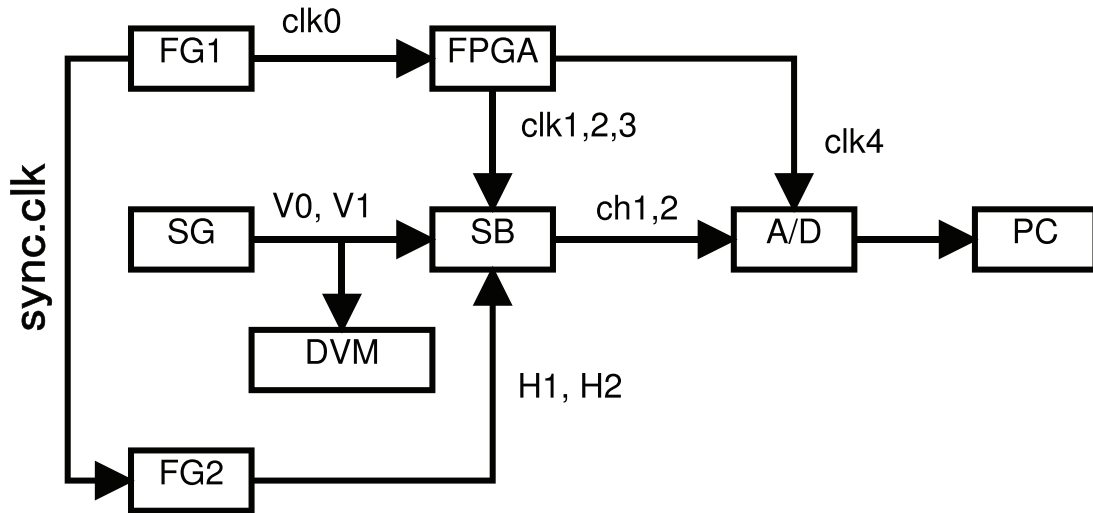 clk0
FG1
FPGA
clk1,2,3
clk4
sync.clk
V0, V1
ch1,2
SG
SB
A/D
PC
DVM
H1, H2
FG2